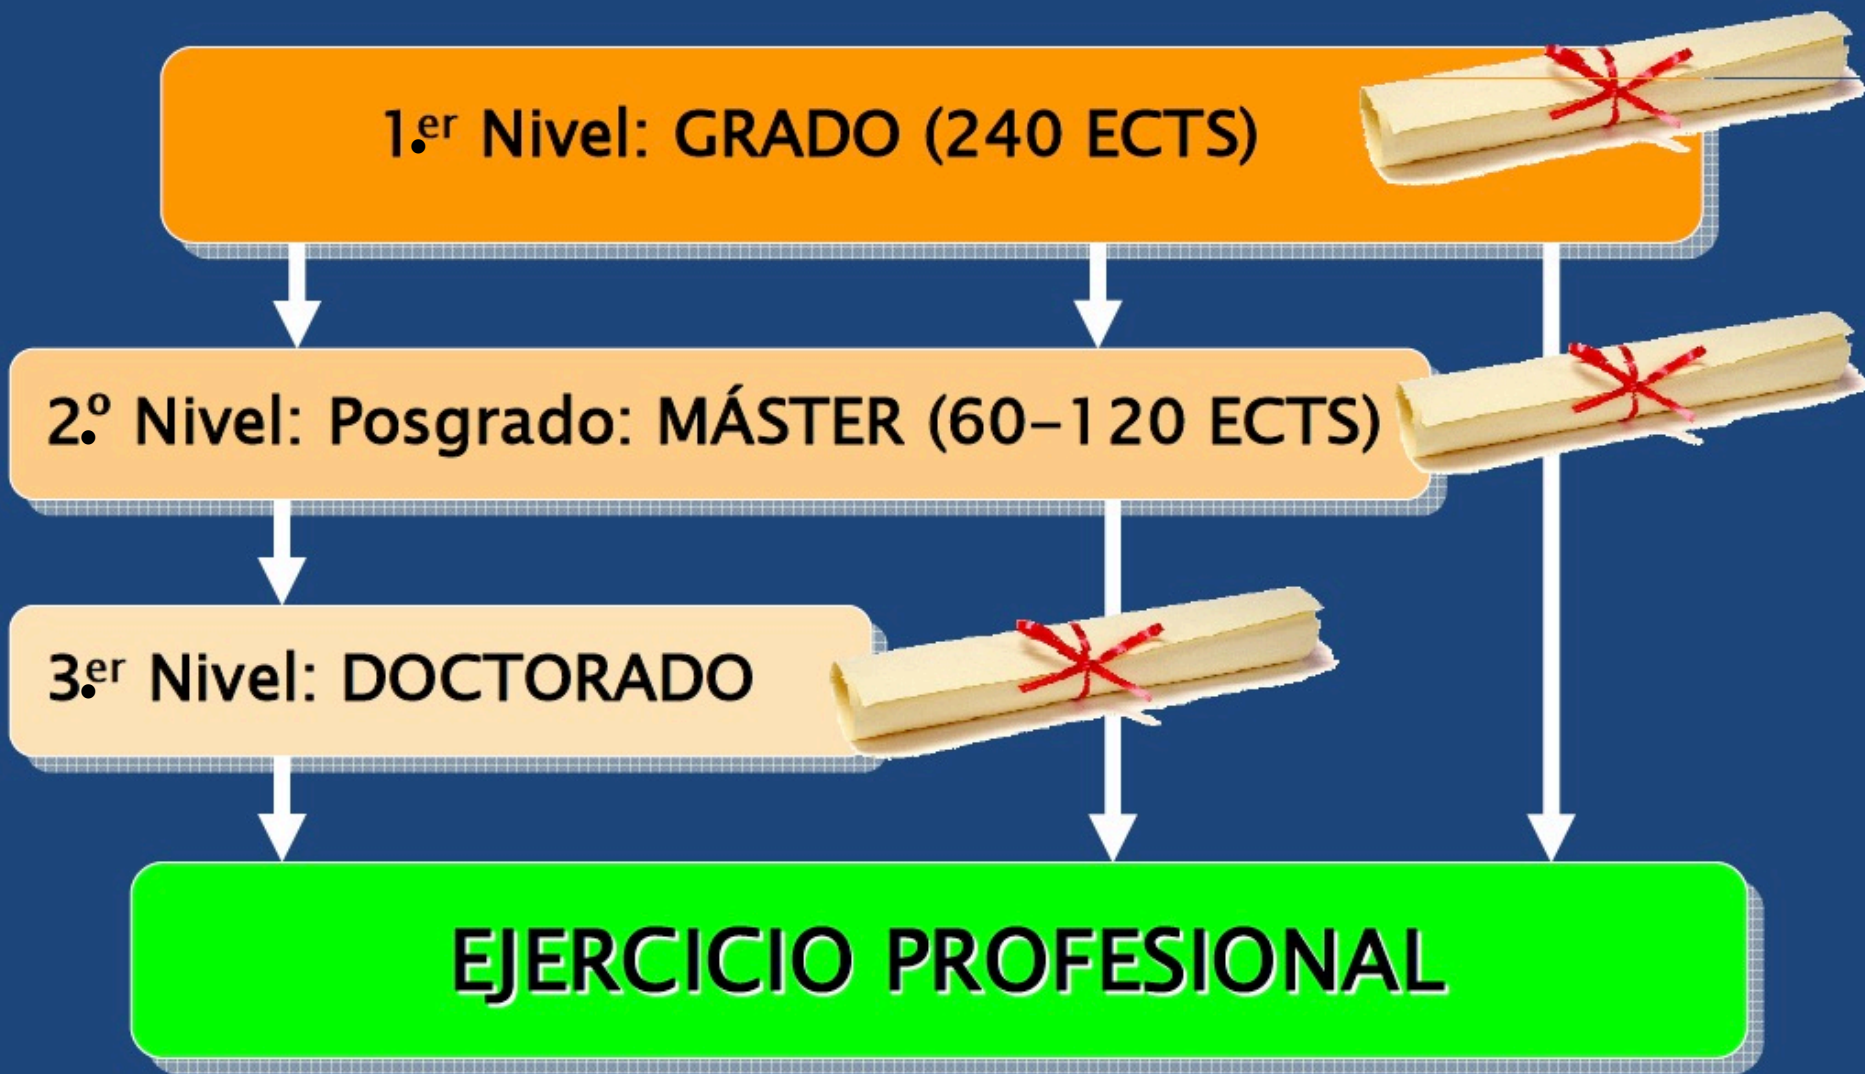 1.er Nivel: GRADO (240 ECTS)
2.º Nivel: Posgrado: MÁSTER (60-120 ECTS)
3.er Nivel: DOCTORADO
EJERCICIO PROFESIONAL